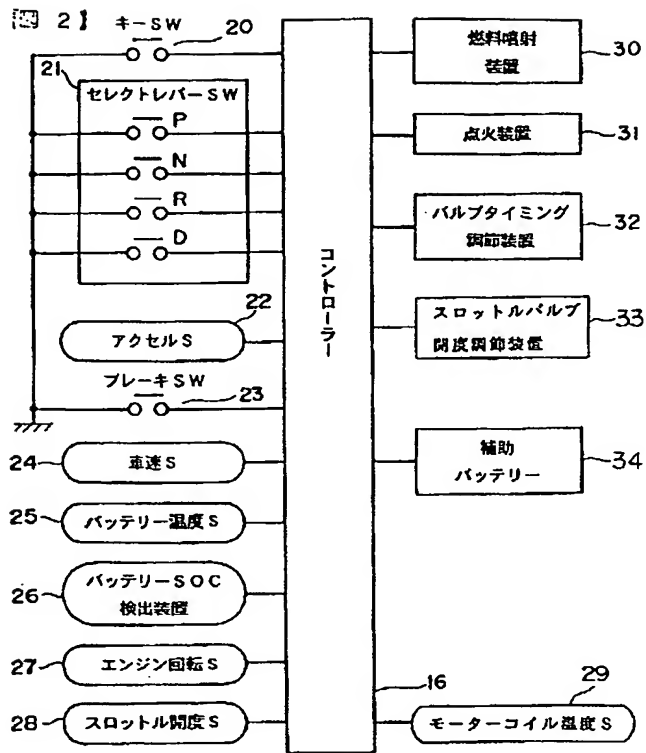 【図 2】
キーSW
20
21
セレクトレバーSW
P
N
R
D
22
アクセルS
ブレーキSW
23
24
車速S
25
バッテリー温度S
26
バッテリーSOC
検出装置
27
エンジン回転S
28
スロットル開度S
コントローラー
16
燃料噴射
装置
30
点火装置
31
バルブタイミング
調節装置
32
スロットルバルブ
開度調節装置
33
補助
バッテリー
34
29
モーターコイル温度S